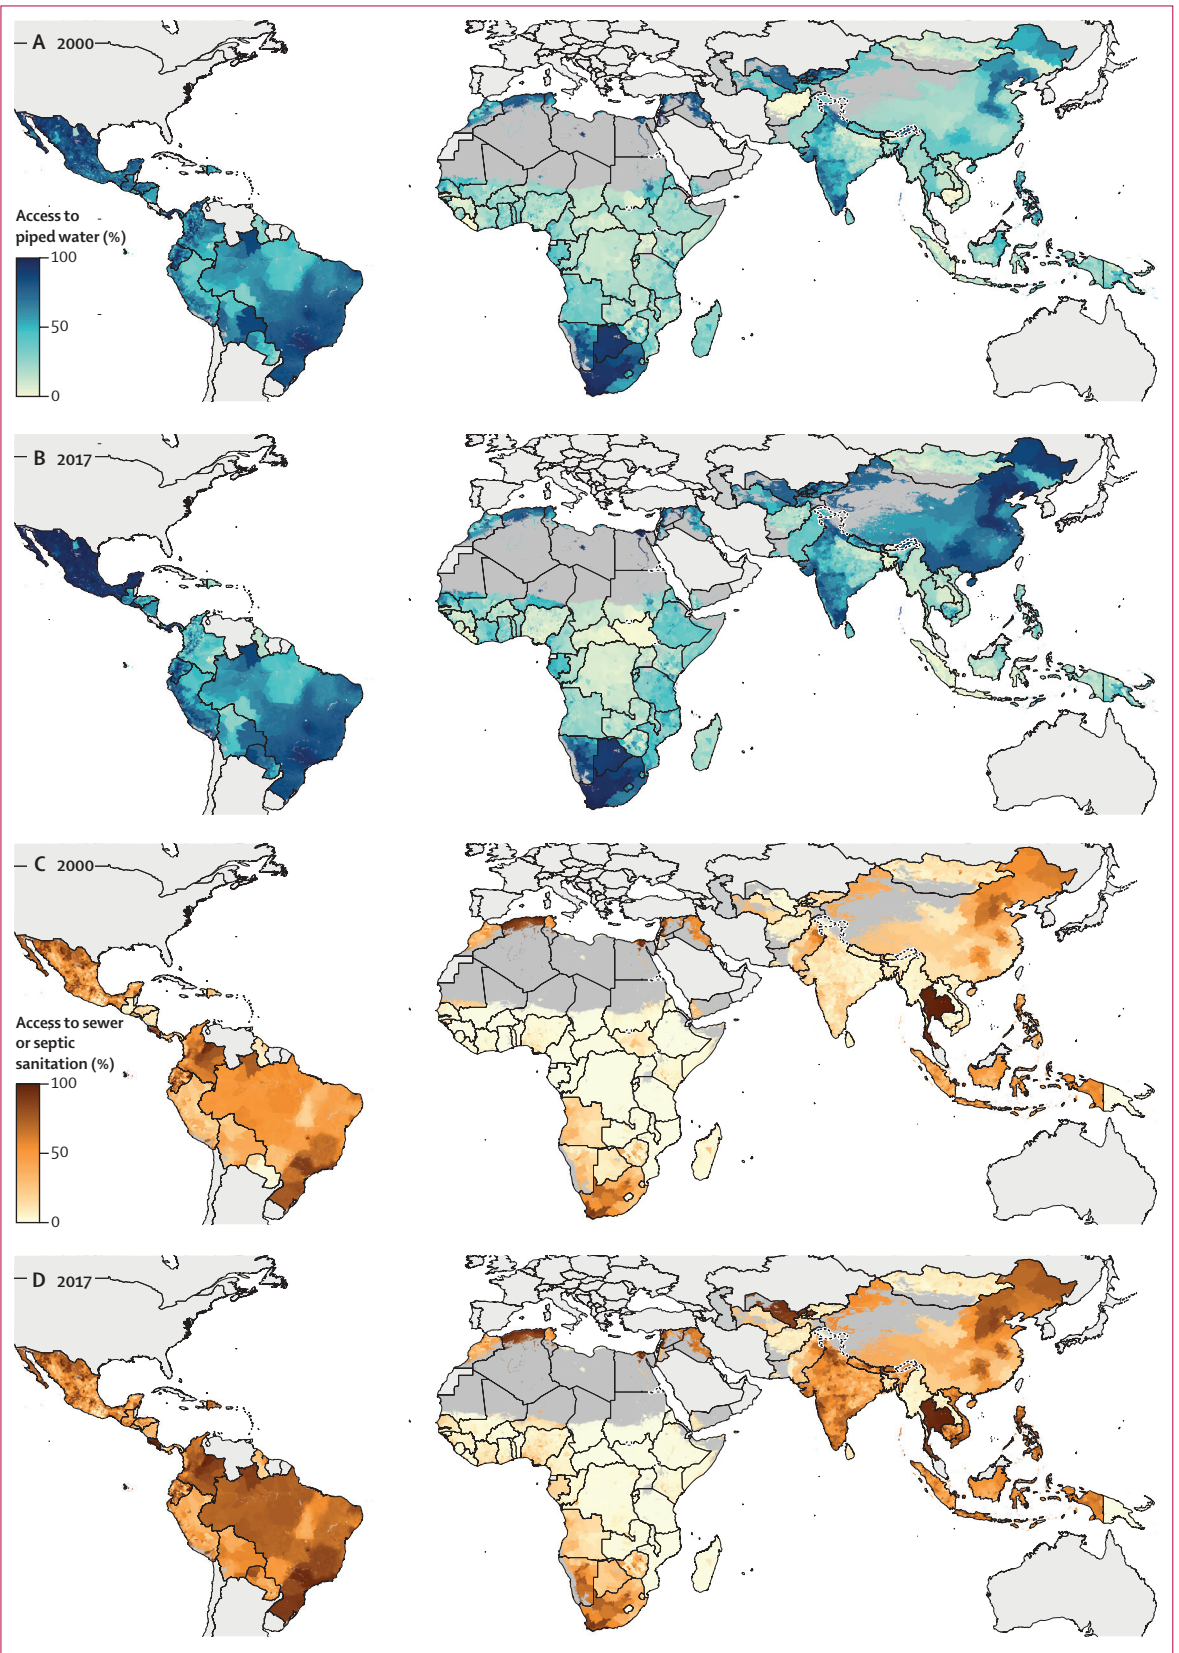 A 2000
Access to
piped water (%)
100
50
0
B 2017
C 2000
Access to sewer
or septic
sanitation (%)
100
50
0
D 2017